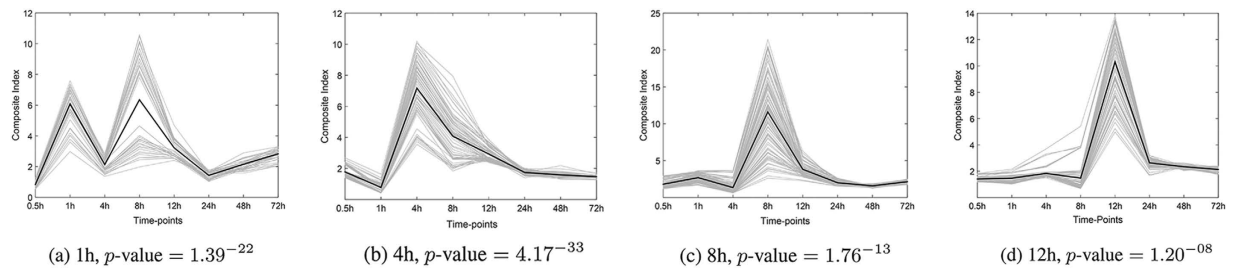 12
10
8
6
4
2
0
Composite Index
0.5h 1h 4h 8h 12h 24h 48h 72h
Time-points
(a) 1h, p-value = 1.39^{-22}
12
10
8
6
4
2
0
Composite Index
0.5h 1h 4h 8h 12h 24h 48h 72h
Time-points
(b) 4h, p-value = 4.17^{-33}
25
20
15
10
5
Composite Index
0.5h 1h 4h 8h 12h 24h 48h 72h
Time-points
(c) 8h, p-value = 1.76^{-13}
14
12
10
8
6
4
2
Composite Index
0.5h 1h 4h 8h 12h 24h 48h 72h
Time-Points
(d) 12h, p-value = 1.20^{-08}